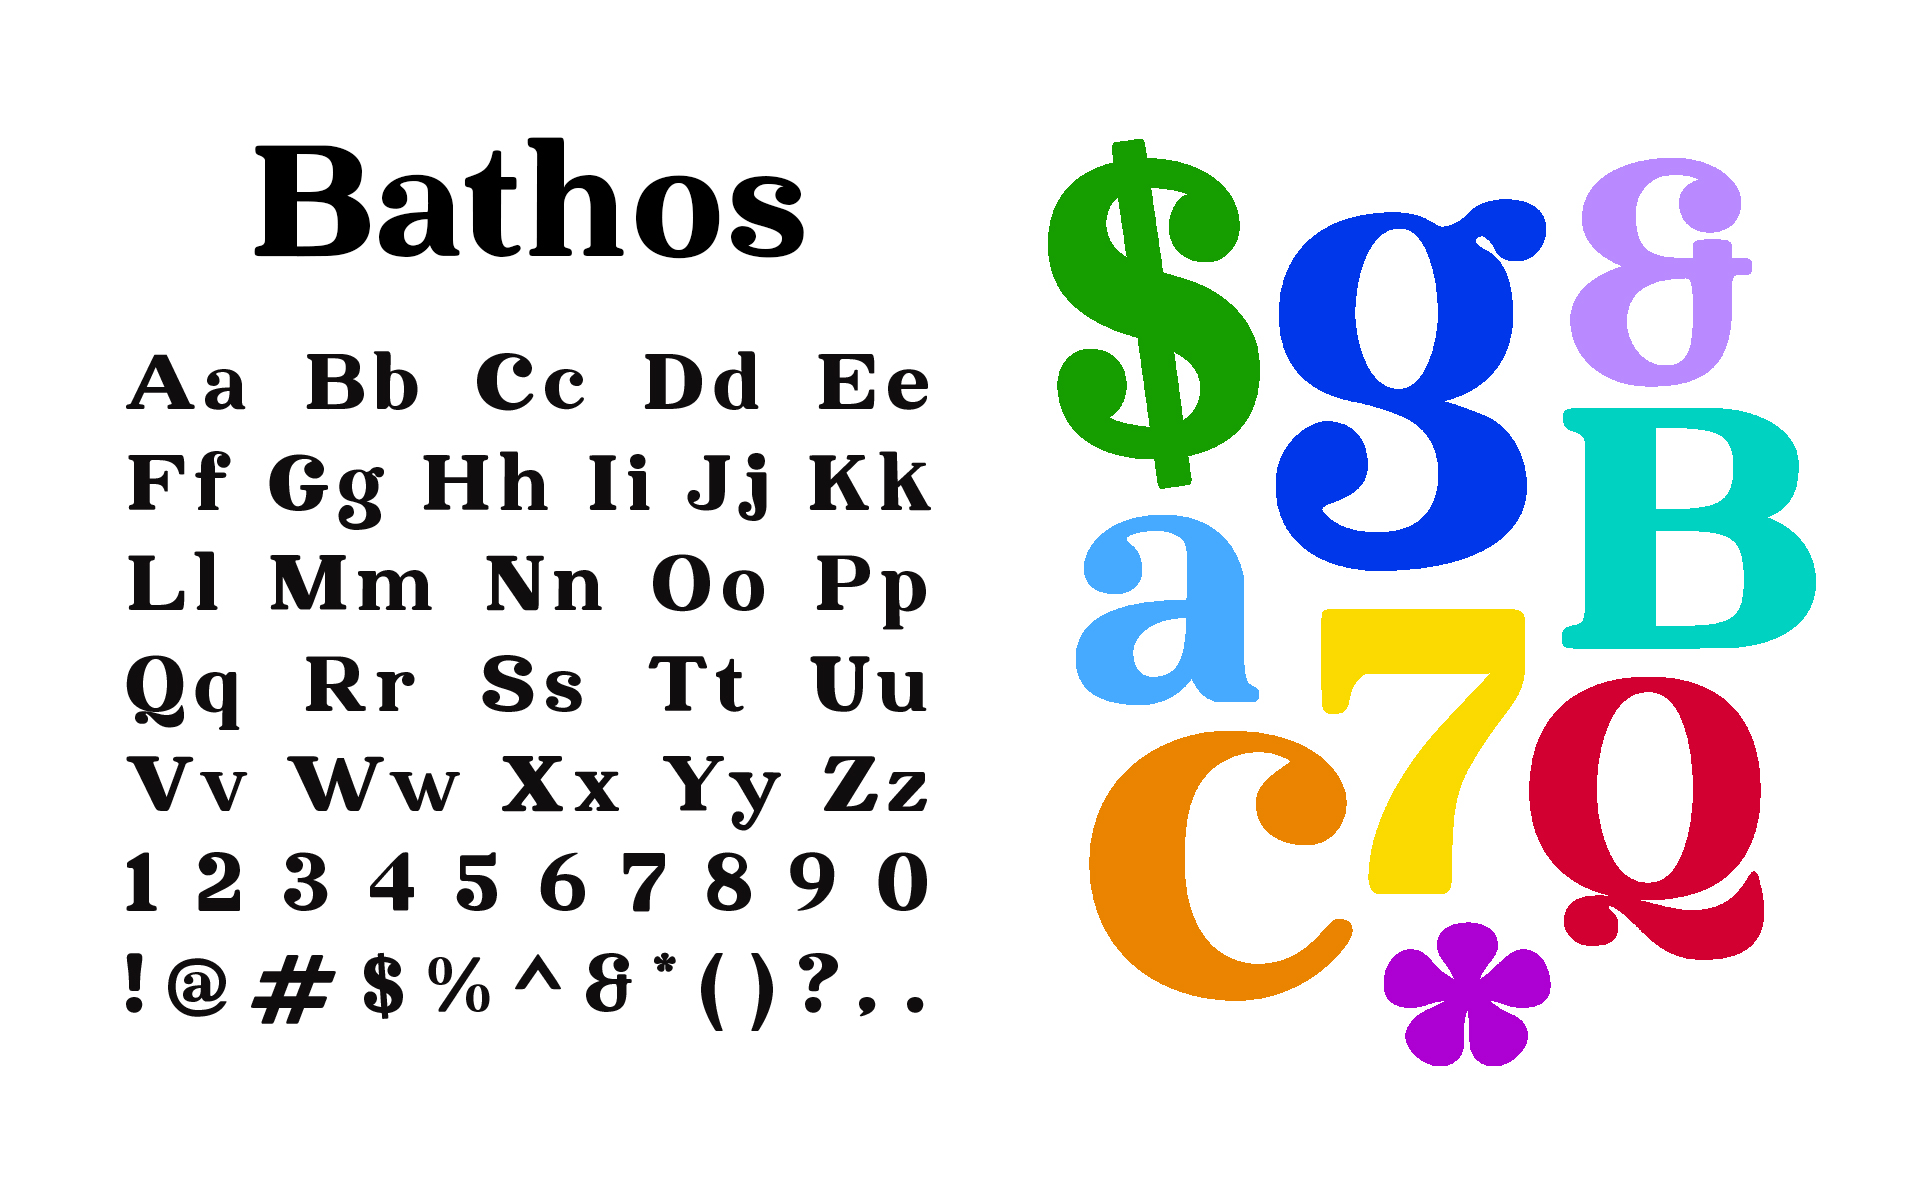 Bathos
Aa Bb Cc Dd Ee
Ff Gg Hh Ii Jj Kk
Ll Mm Nn Oo Pp
Qq Rr Ss Tt Uu
Vv Ww Xx Yy Zz
1 2 3 4 5 6 7 8 9 0
! @ # $ % ^ & * ( ) ? , .
$ g &
a B
7
c Q
*